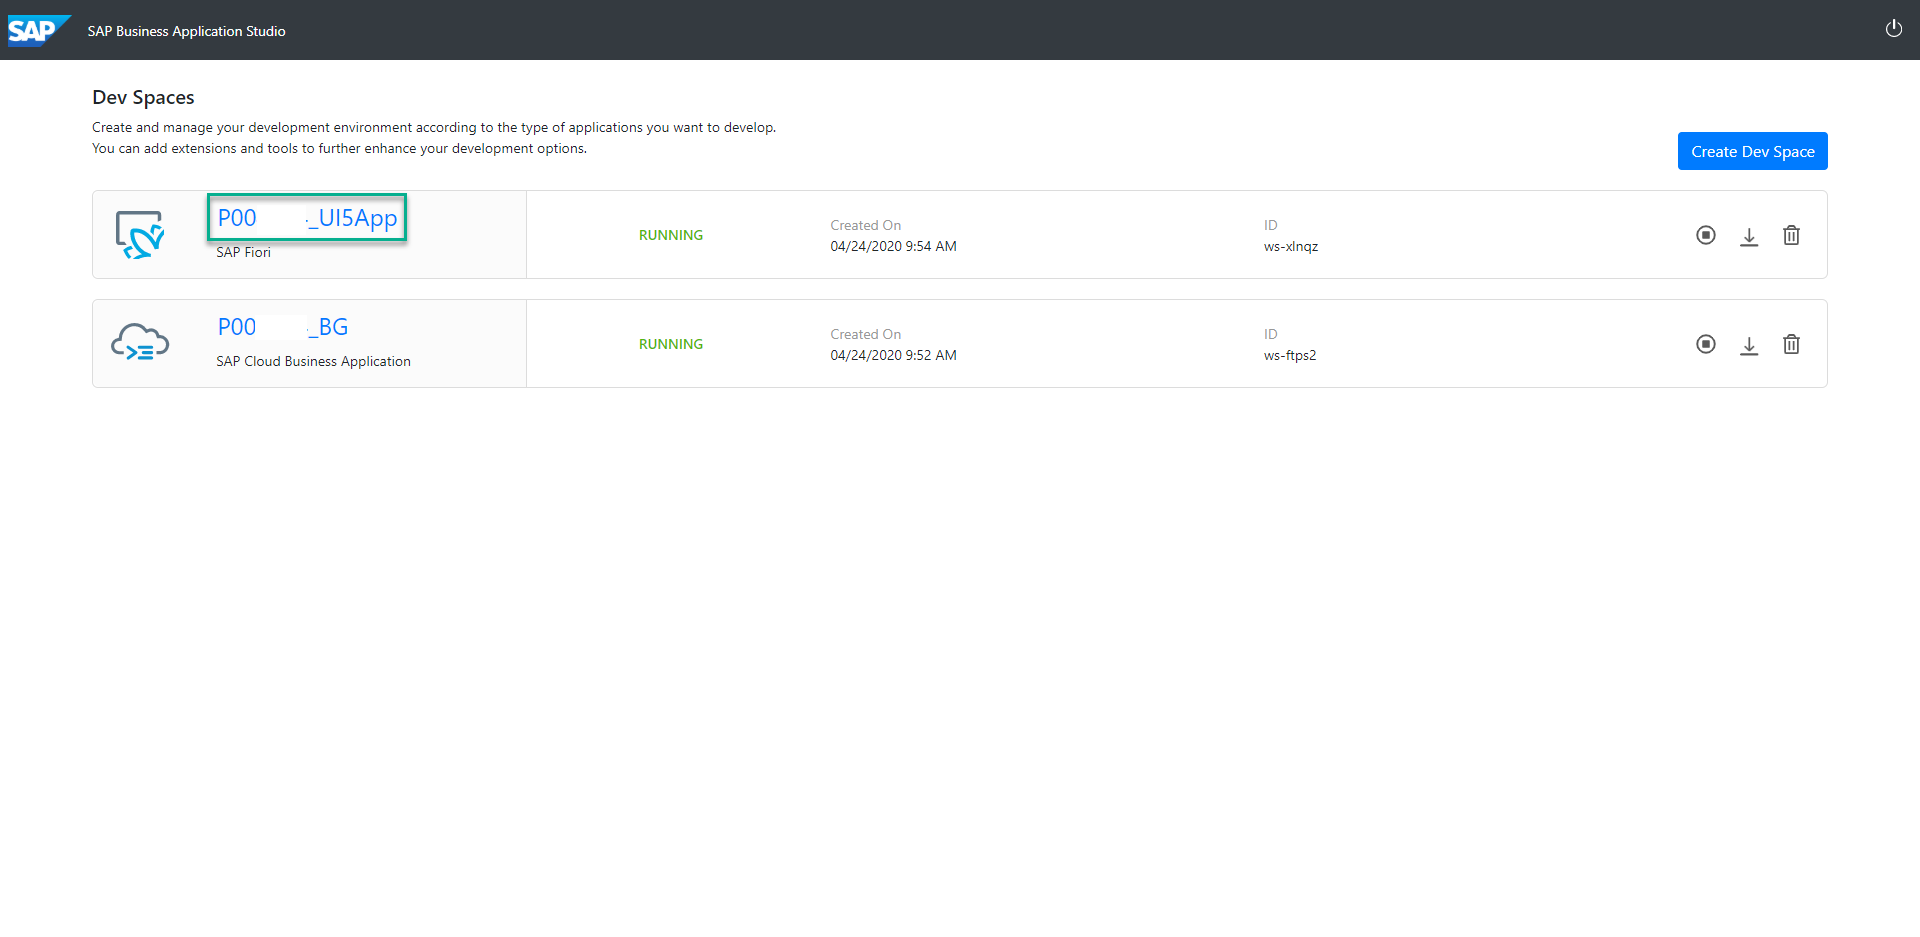 SAP
SAP Business Application Studio
Dev Spaces
Create and manage your development environment according to the type of applications you want to develop.
You can add extensions and tools to further enhance your development options.
Create Dev Space
P00 _UI5App
SAP Fiori
RUNNING
Created On
04/24/2020 9:54 AM
ID
ws-xlnqz
P00 _BG
SAP Cloud Business Application
RUNNING
Created On
04/24/2020 9:52 AM
ID
ws-ftps2